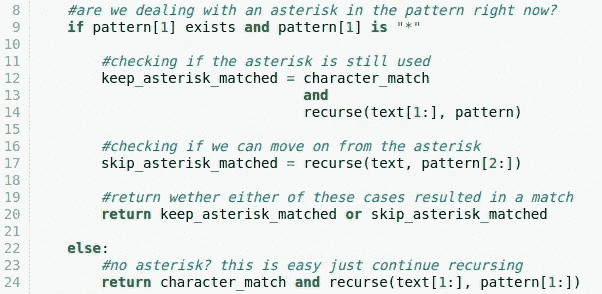 8 #are we dealing with an asterisk in the pattern right now?
9 if pattern[1] exists and pattern[1] is "*"
10
11 #checking if the asterisk is still used
12 keep_asterisk_matched = character_match
13 and
14 recurse(text[1:], pattern)
15
16 #checking if we can move on from the asterisk
17 skip_asterisk_matched = recurse(text, pattern[2:])
18
19 #return wether either of these cases resulted in a match
20 return keep_asterisk_matched or skip_asterisk_matched
21
22 else:
23 #no asterisk? this is easy just continue recursing
24 return character_match and recurse(text[1:], pattern[1:])